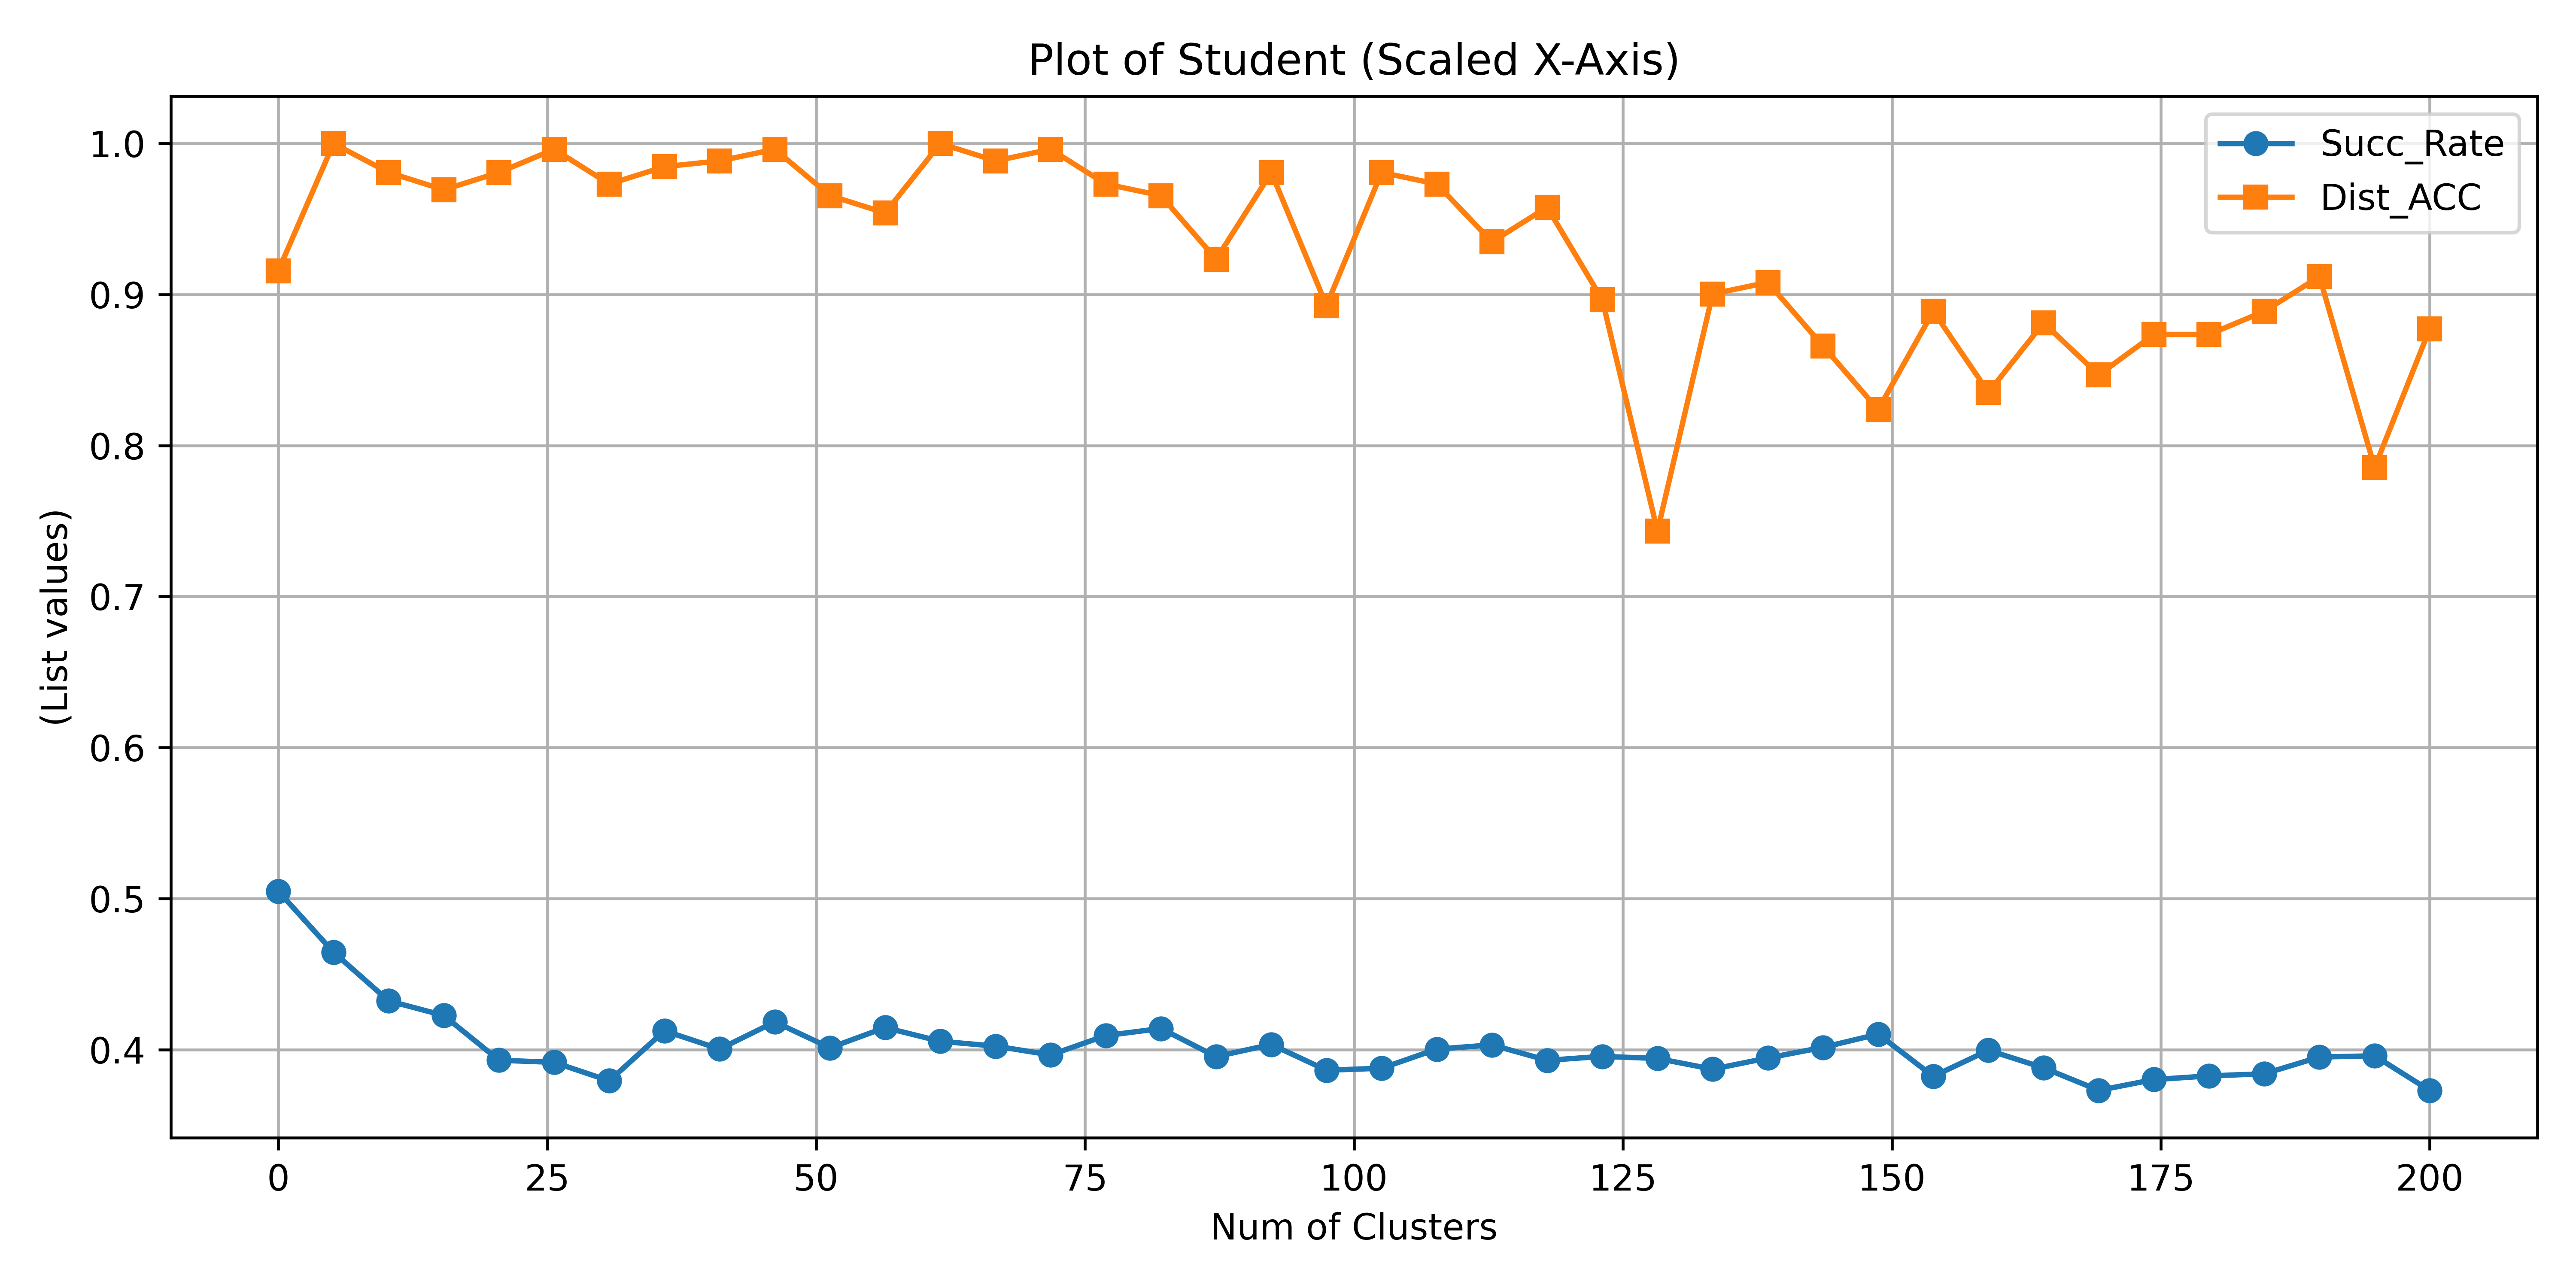 Plot of Student (Scaled X-Axis)
1.0
0.9
0.8
0.7
0.6
0.5
0.4
(List values)
Succ_Rate
Dist_ACC
0 25 50 75 100 125 150 175 200
Num of Clusters